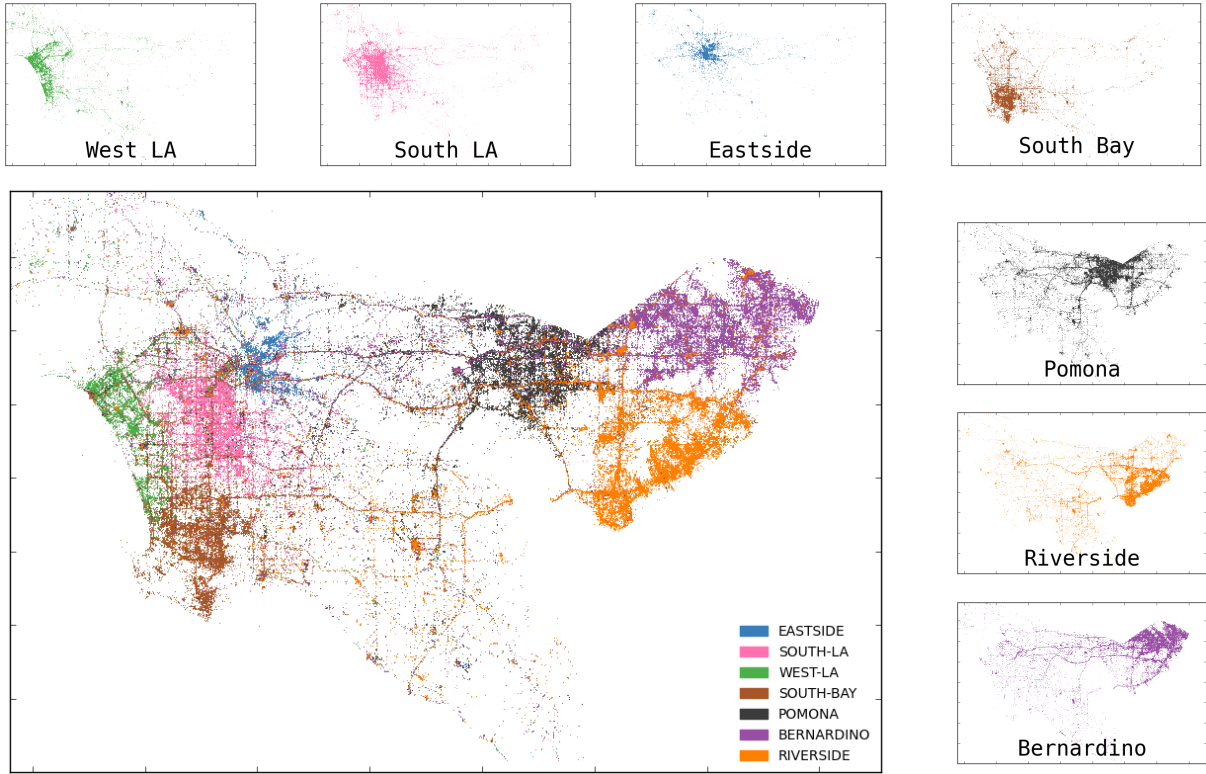 West LA
South LA
Eastside
South Bay
Pomona
Riverside
Bernardino
EASTSIDE
SOUTH-LA
WEST-LA
SOUTH-BAY
POMONA
BERNARDINO
RIVERSIDE